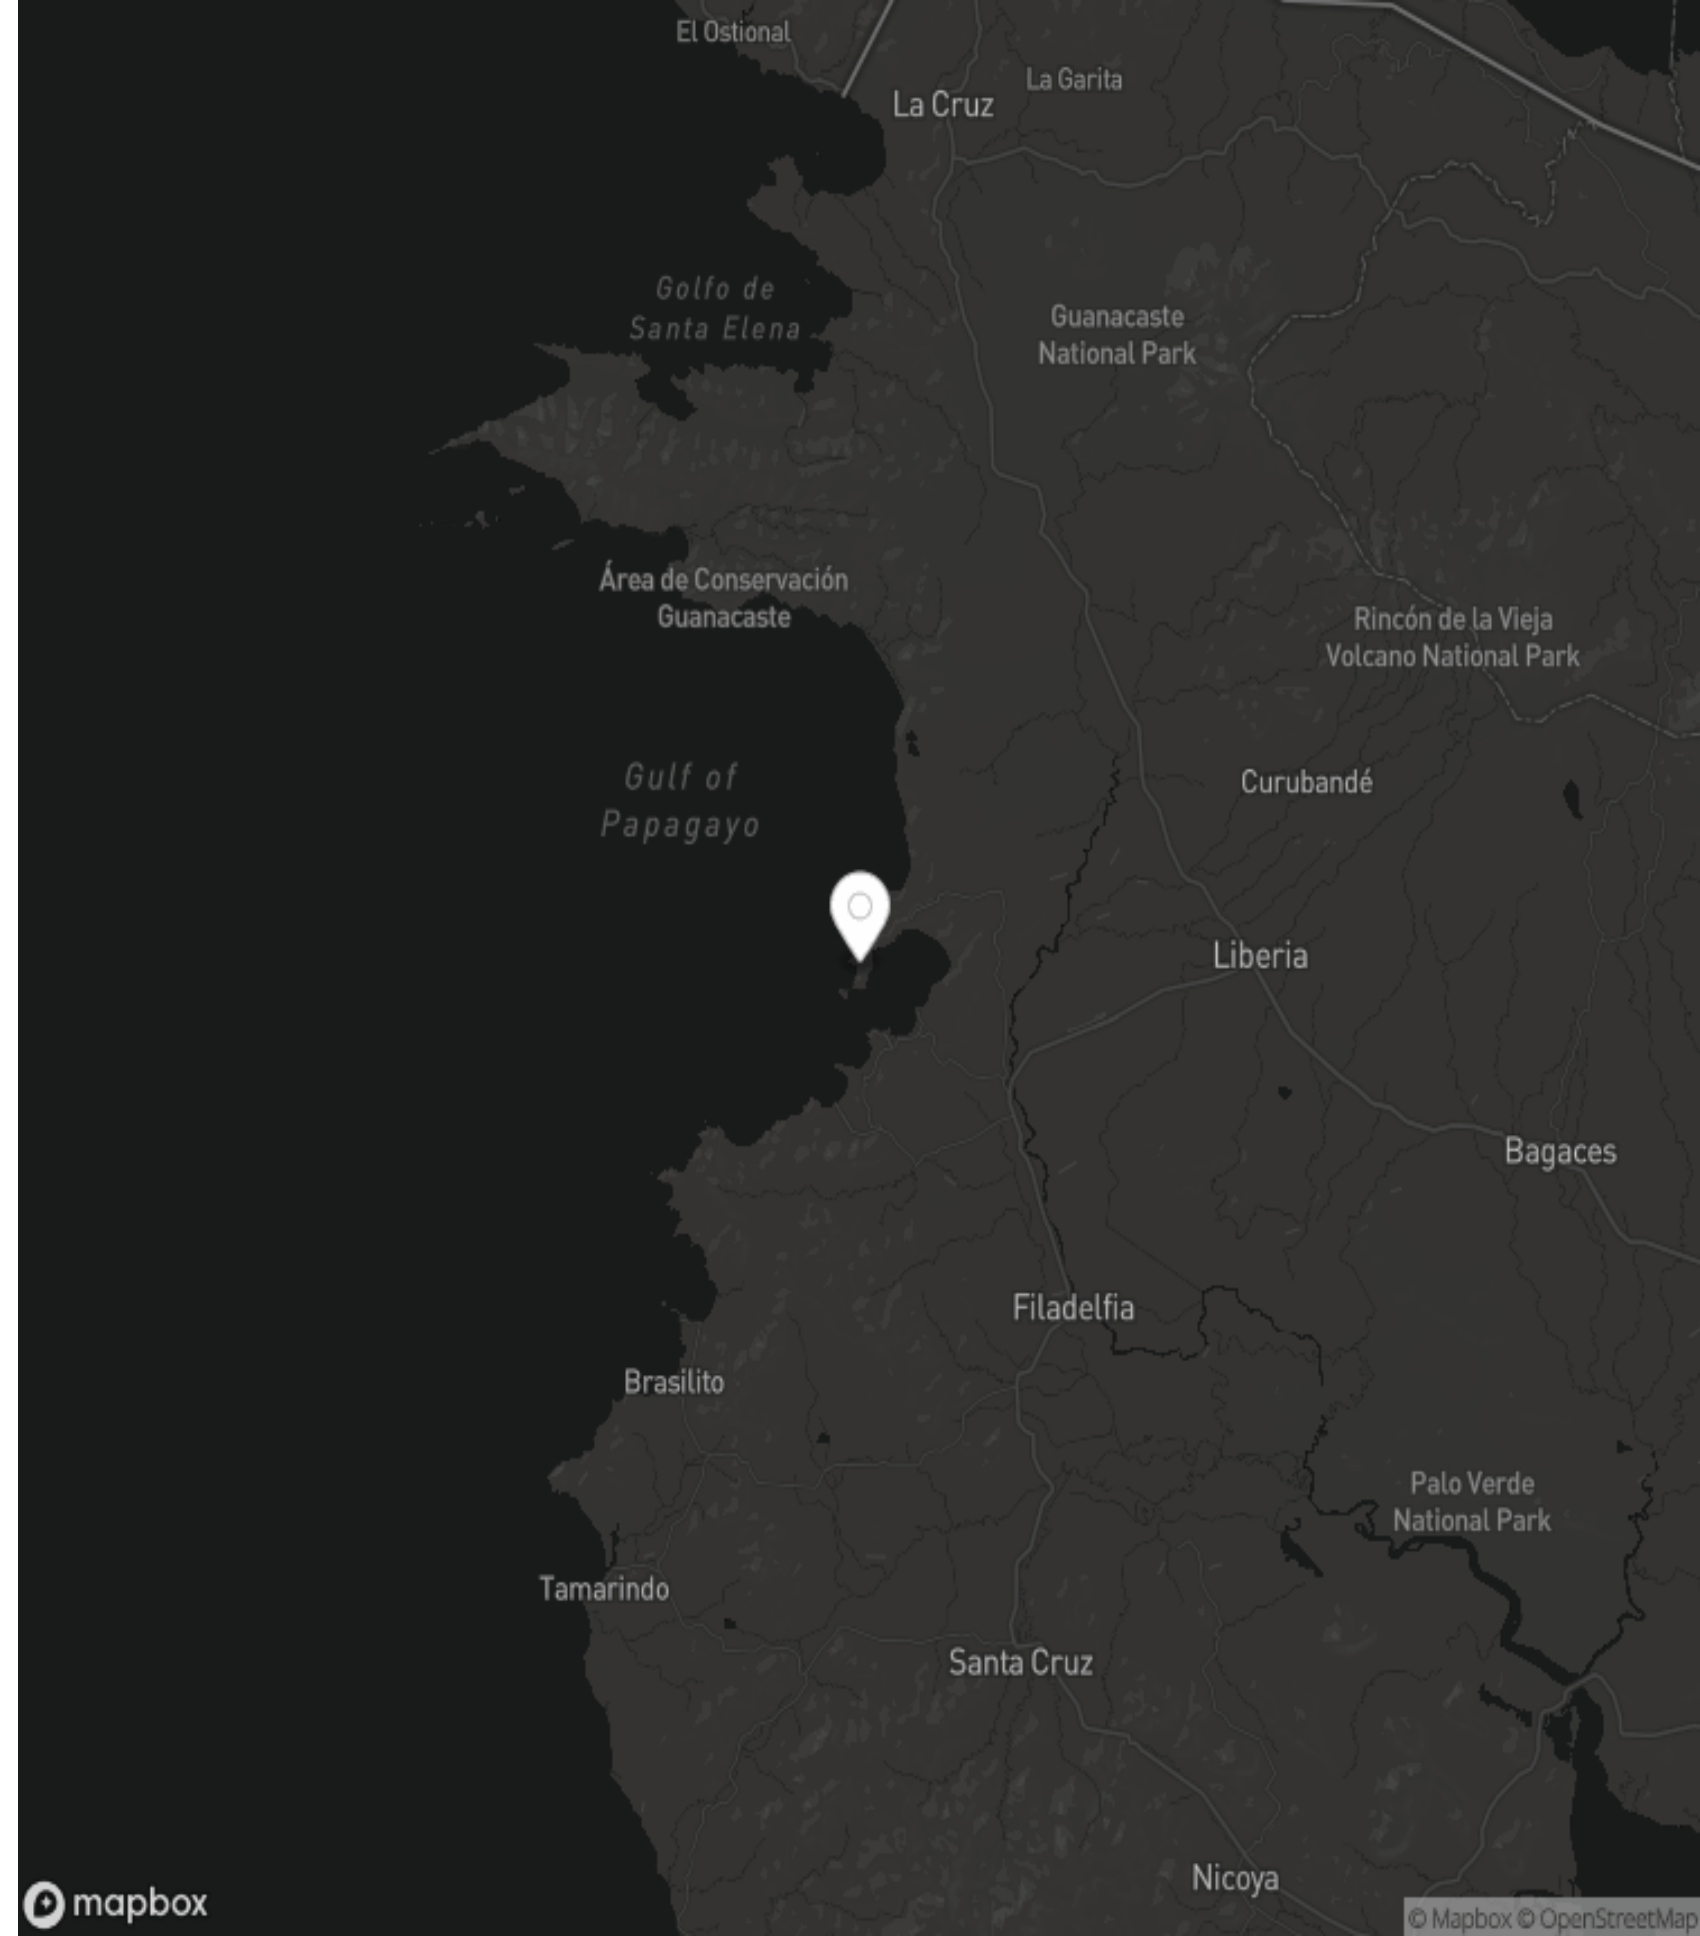 El Ostional
La Garita
La Cruz
Golfo de
Santa Elena
Guanacaste
National Park
Área de Conservación
Guanacaste
Rincón de la Vieja
Volcano National Park
Gulf of
Papagayo
Curubandé
Liberia
Bagaces
Filadelfia
Brasilito
Palo Verde
National Park
Tamarindo
Santa Cruz
Nicoya
mapbox
© Mapbox © OpenStreetMap